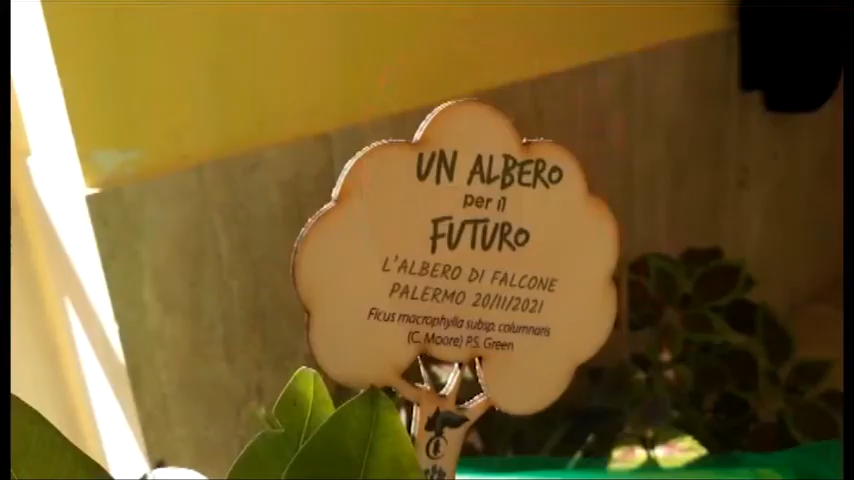 UN ALBERO
per il
FUTURO
L'ALBERO DI FALCONE
PALERMO 20/11/2021
Ficus macrophylla subsp. columnaris
(C. Moore) P.S. Green